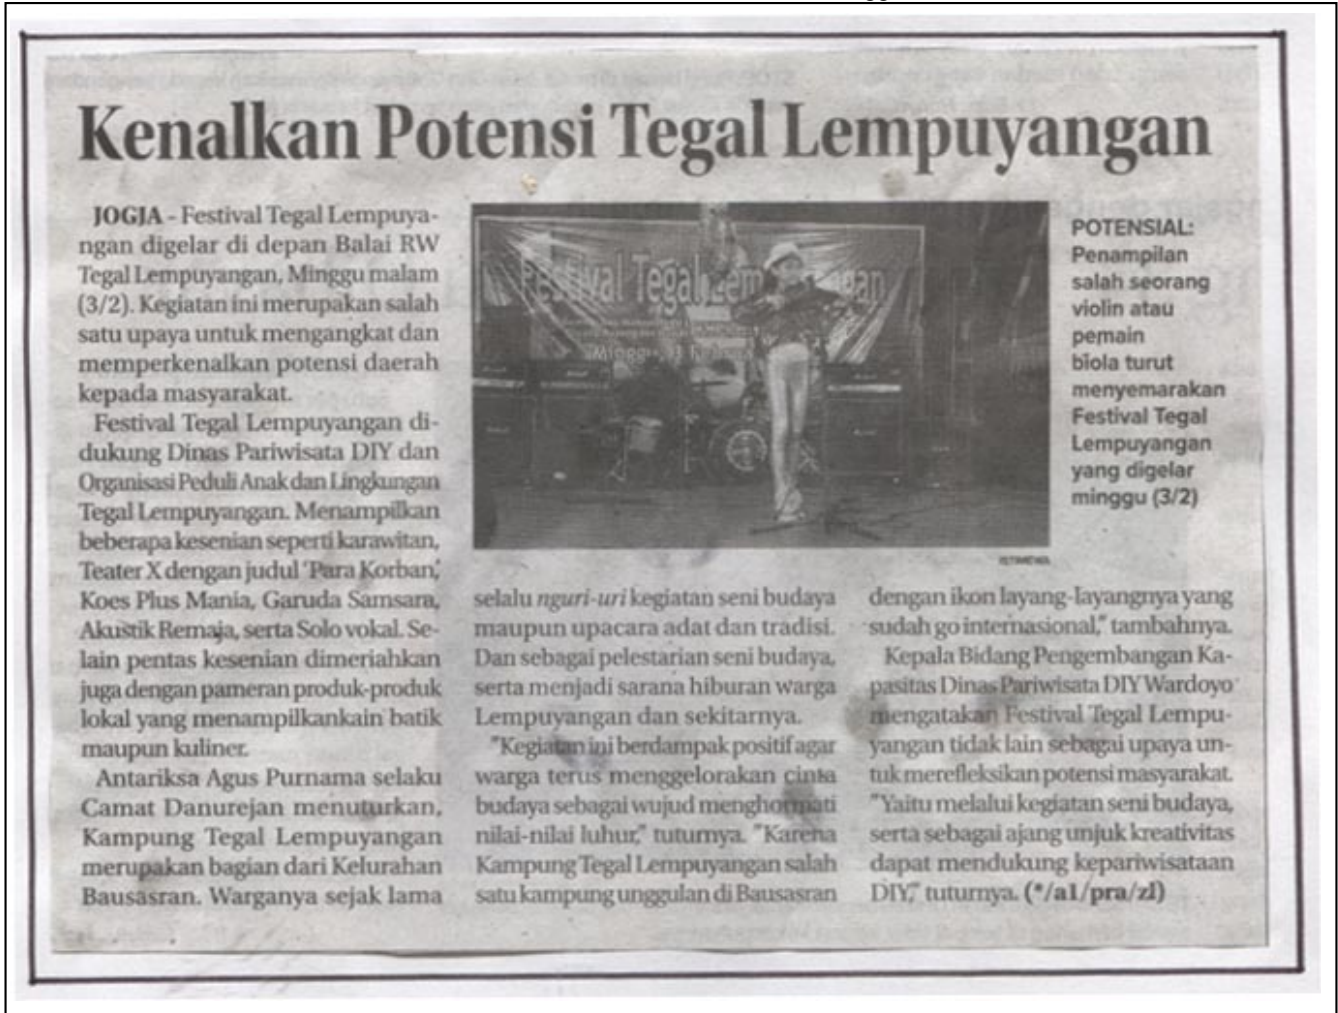 Kenalkan Potensi Tegal Lempuyangan
JOGJA - Festival Tegal Lempuya-
ngan digelar di depan Balai RW
Tegal Lempuyangan, Minggu malam
(3/2). Kegiatan ini merupakan salah
satu upaya untuk mengangkat dan
memperkenalkan potensi daerah
kepada masyarakat.
Festival Tegal Lempuyangan di-
dukung Dinas Pariwisata DIY dan
Organisasi Peduli Anak dan Lingkungan
Tegal Lempuyangan. Menampilkan
beberapa kesenian seperti karawitan,
Teater X dengan judul 'Para Korban,'
Koes Plus Mania, Garuda Samsara,
Akustik Remaja, serta Solo vokal. Se-
lain pentas kesenian dimeriahkan
juga dengan pameran produk-produk
lokal yang menampilkankain batik
maupun kuliner.
Antariksa Agus Purnama selaku
Camat Danurejan menuturkan,
Kampung Tegal Lempuyangan
merupakan bagian dari Kelurahan
Bausasran. Warganya sejak lama
Festival Tegal Lempuyangan
Minggu, 3
POTENSIAL:
Penampilan
salah seorang
violin atau
pemain
biola turut
menyemarakan
Festival Tegal
Lempuyangan
yang digelar
minggu (3/2)
ISTIMEWA
selalu nguri-uri kegiatan seni budaya
maupun upacara adat dan tradisi.
Dan sebagai pelestarian seni budaya,
serta menjadi sarana hiburan warga
Lempuyangan dan sekitarnya.
"Kegiatan ini berdampak positif agar
warga terus menggelorakan cinta
budaya sebagai wujud menghormati
nilai-nilai luhur," tuturnya. "Karena
Kampung Tegal Lempuyangan salah
satu kampung unggulan di Bausasran
dengan ikon layang-layangnya yang
sudah go internasional," tambahnya.
Kepala Bidang Pengembangan Ka-
pasitas Dinas Pariwisata DIY Wardoyo
mengatakan Festival Tegal Lempu-
yangan tidak lain sebagai upaya un-
tuk merefleksikan potensi masyarakat.
"Yaitu melalui kegiatan seni budaya,
serta sebagai ajang unjuk kreativitas
dapat mendukung kepariwisataan
DIY," tuturnya. (*/a1/pra/zl)